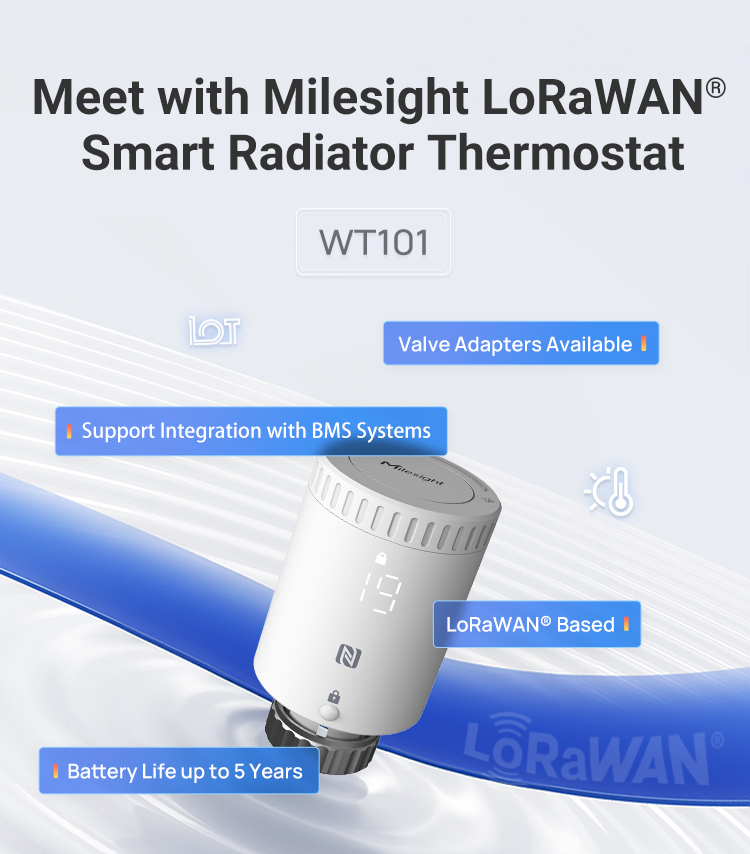 Meet with Milesight LoRaWAN®
Smart Radiator Thermostat
WT101
IOT
Valve Adapters Available
Support Integration with BMS Systems
Milesight
19
LoRaWAN® Based
LoRaWAN®
Battery Life up to 5 Years